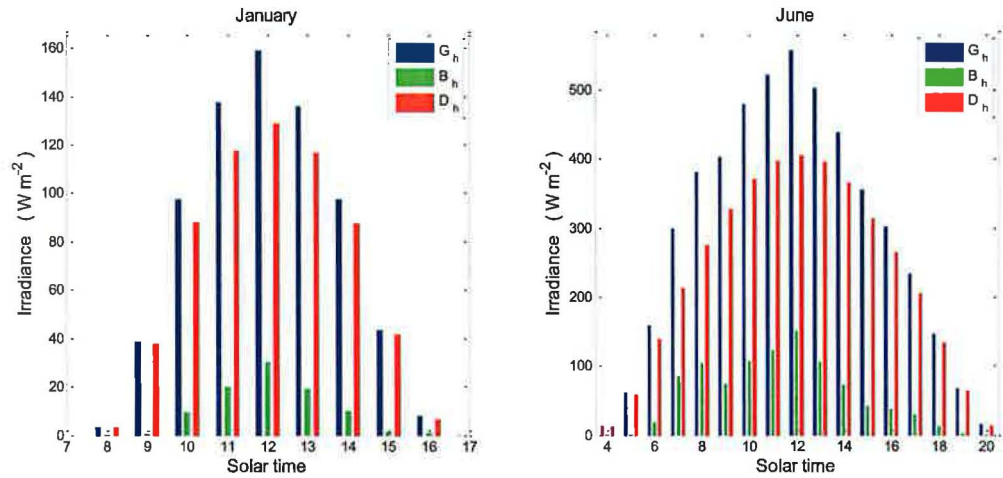 January
160
140
120
100
80
60
40
20
0
Irradiance ( W m-2 )
7 8 9 10 11 12 13 14 15 16 17
Solar time
G h
B h
D h
June
500
400
300
200
100
0
Irradiance ( W m-2 )
4 6 8 10 12 14 16 18 20
Solar time
G h
B h
D h